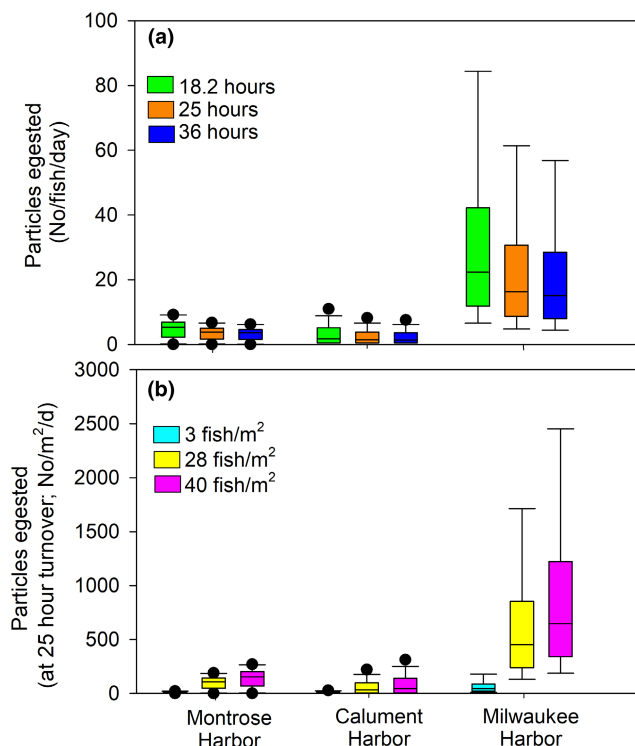 (a)
18.2 hours
25 hours
36 hours
100
80
60
40
20
0
Particles egested
(No/fish/day)
(b)
3 fish/m²
28 fish/m²
40 fish/m²
3000
2500
2000
1500
1000
500
0
Particles egested
(at 25 hour turnover; No/m²/d)
Montrose
Harbor
Calument
Harbor
Milwaukee
Harbor